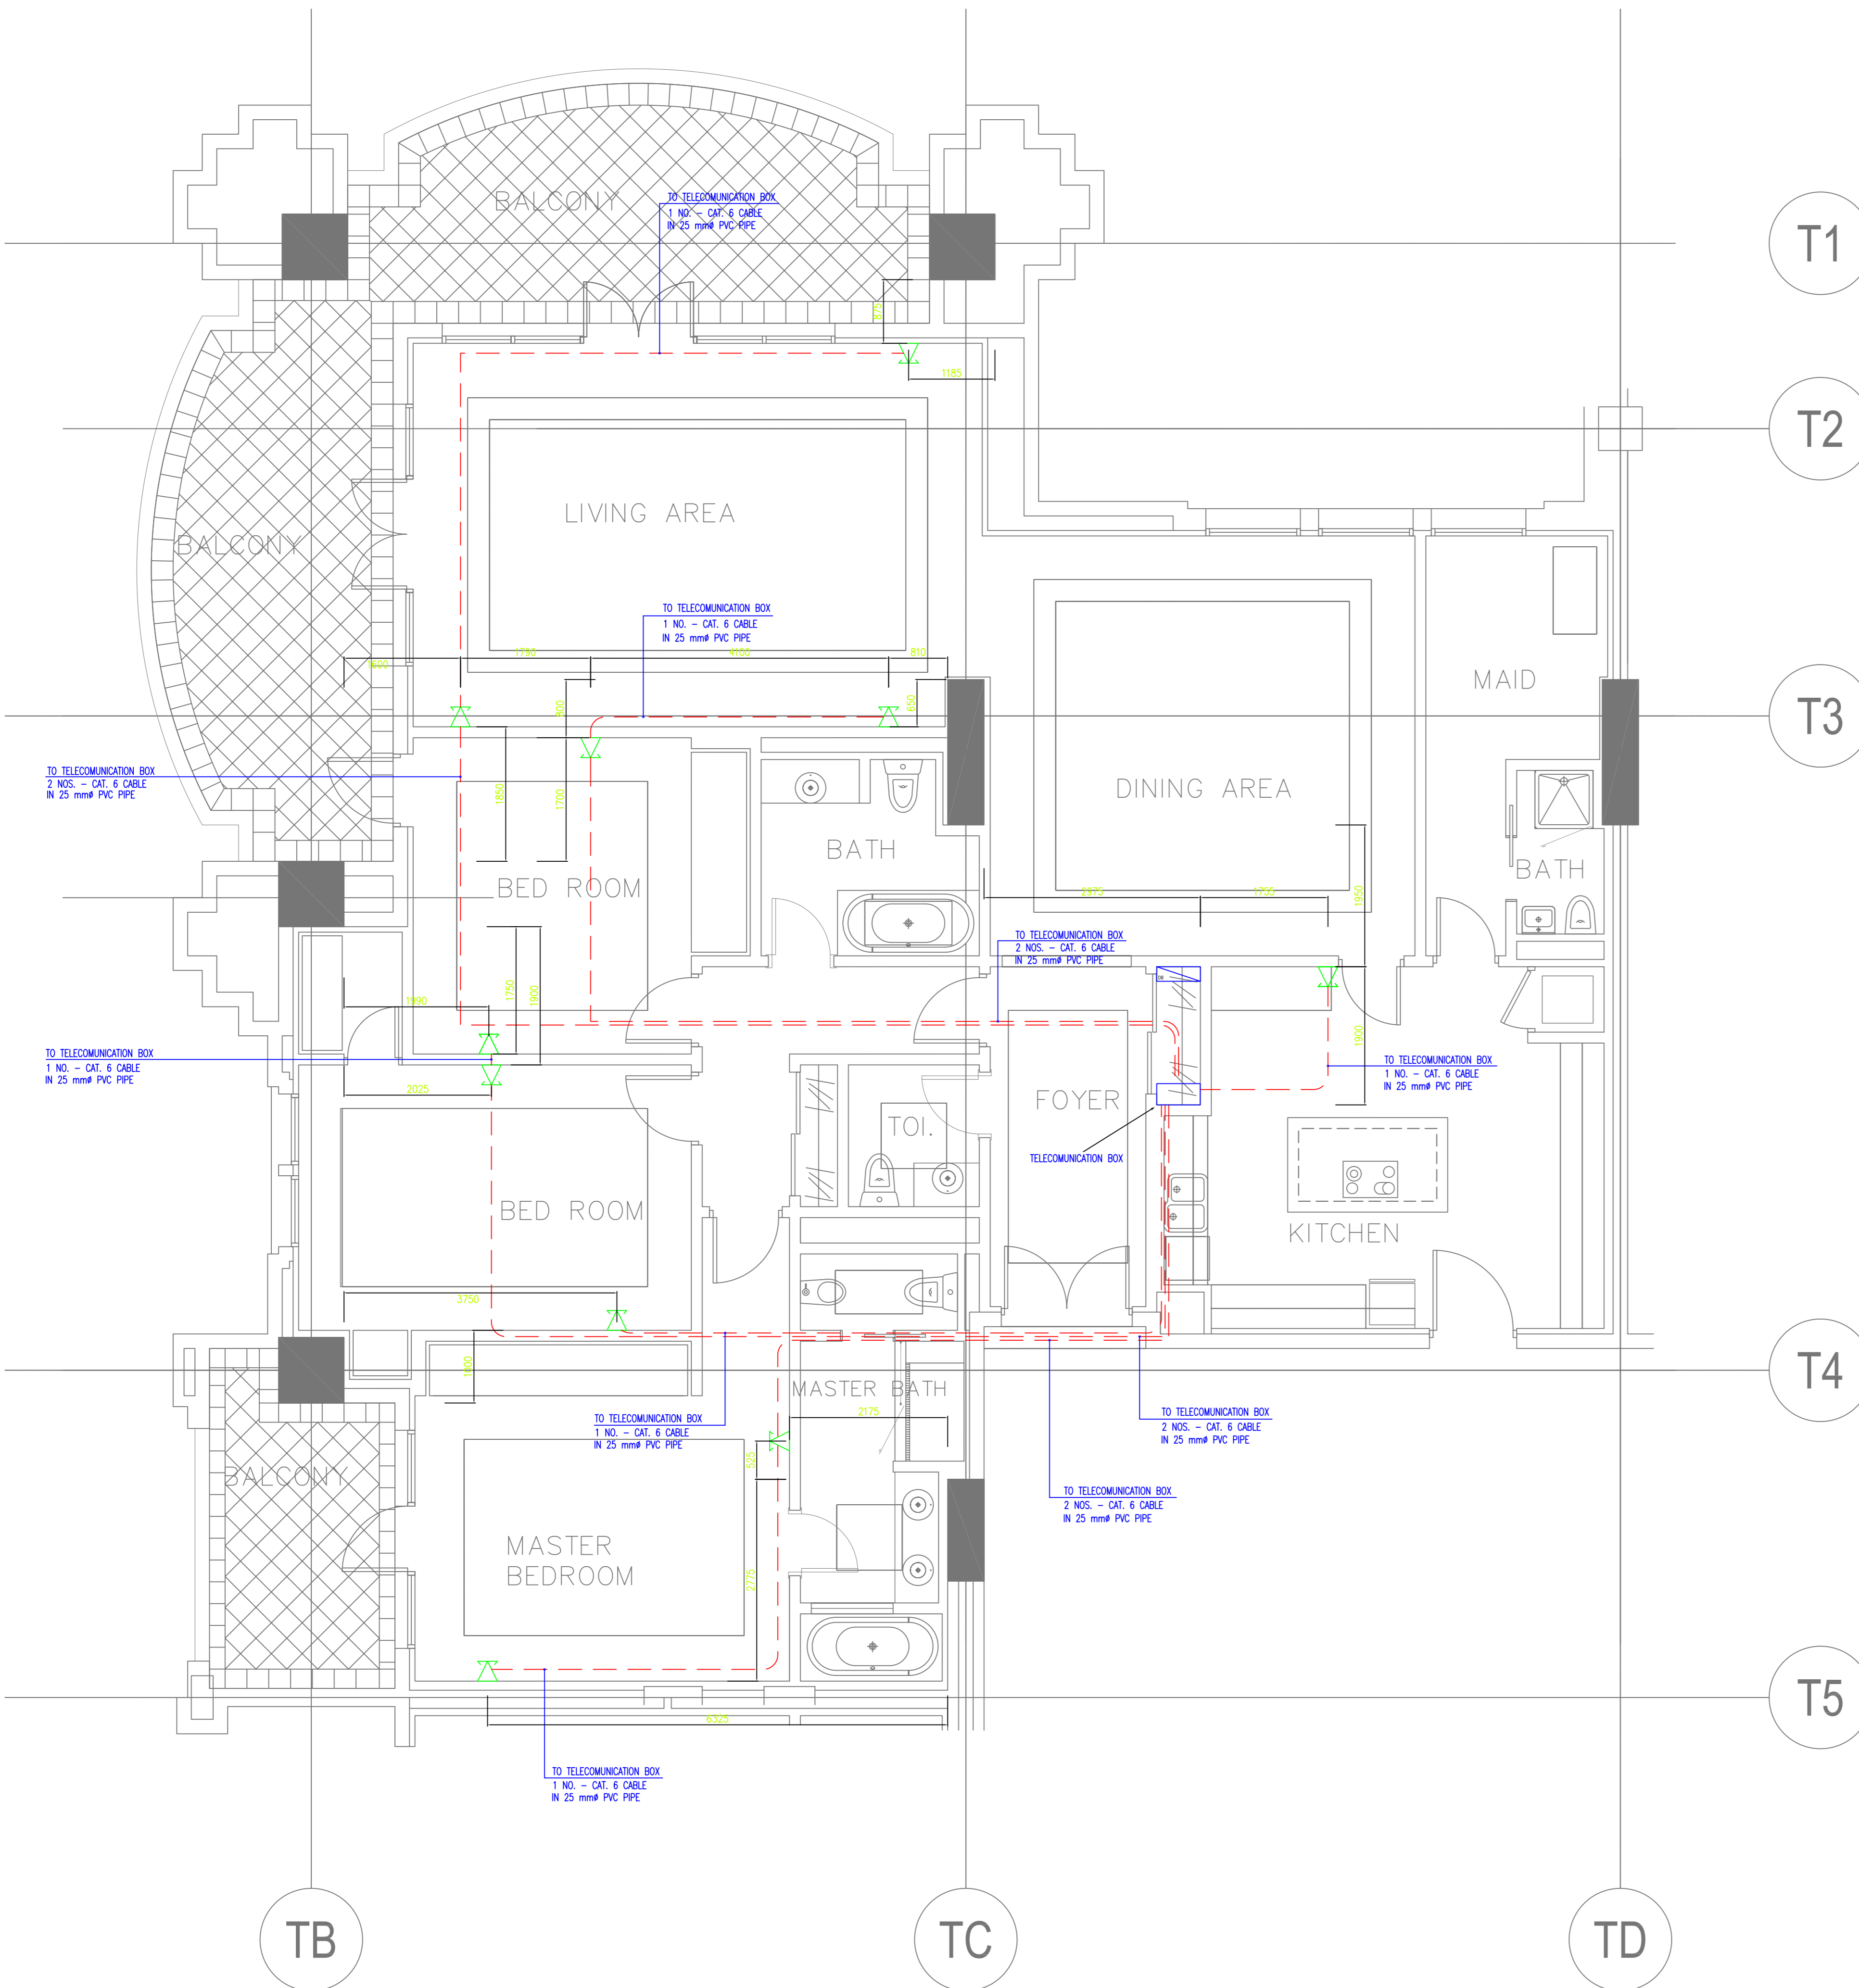 BALCONY
TO TELECOMUNICATION BOX
1 NO. - CAT. 6 CABLE
IN 25 mmø PVC PIPE
T1
875
1185
T2
LIVING AREA
BALCONY
TO TELECOMUNICATION BOX
1 NO. - CAT. 6 CABLE
IN 25 mmø PVC PIPE
1790
4100
810
MAID
800
650
T3
TO TELECOMUNICATION BOX
2 NOS. - CAT. 6 CABLE
IN 25 mmø PVC PIPE
1850
1700
DINING AREA
BATH
BED ROOM
BATH
2975
1750
1950
TO TELECOMUNICATION BOX
2 NOS. - CAT. 6 CABLE
IN 25 mmø PVC PIPE
DB
1990
1750
1900
1900
TO TELECOMUNICATION BOX
1 NO. - CAT. 6 CABLE
IN 25 mmø PVC PIPE
TO TELECOMUNICATION BOX
1 NO. - CAT. 6 CABLE
IN 25 mmø PVC PIPE
2025
FOYER
TOI.
TELECOMUNICATION BOX
BED ROOM
KITCHEN
3750
T4
MASTER BATH
2175
TO TELECOMUNICATION BOX
1 NO. - CAT. 6 CABLE
IN 25 mmø PVC PIPE
TO TELECOMUNICATION BOX
2 NOS. - CAT. 6 CABLE
IN 25 mmø PVC PIPE
525
BALCONY
TO TELECOMUNICATION BOX
2 NOS. - CAT. 6 CABLE
IN 25 mmø PVC PIPE
MASTER
BEDROOM
2775
T5
6325
TO TELECOMUNICATION BOX
1 NO. - CAT. 6 CABLE
IN 25 mmø PVC PIPE
TB
TC
TD